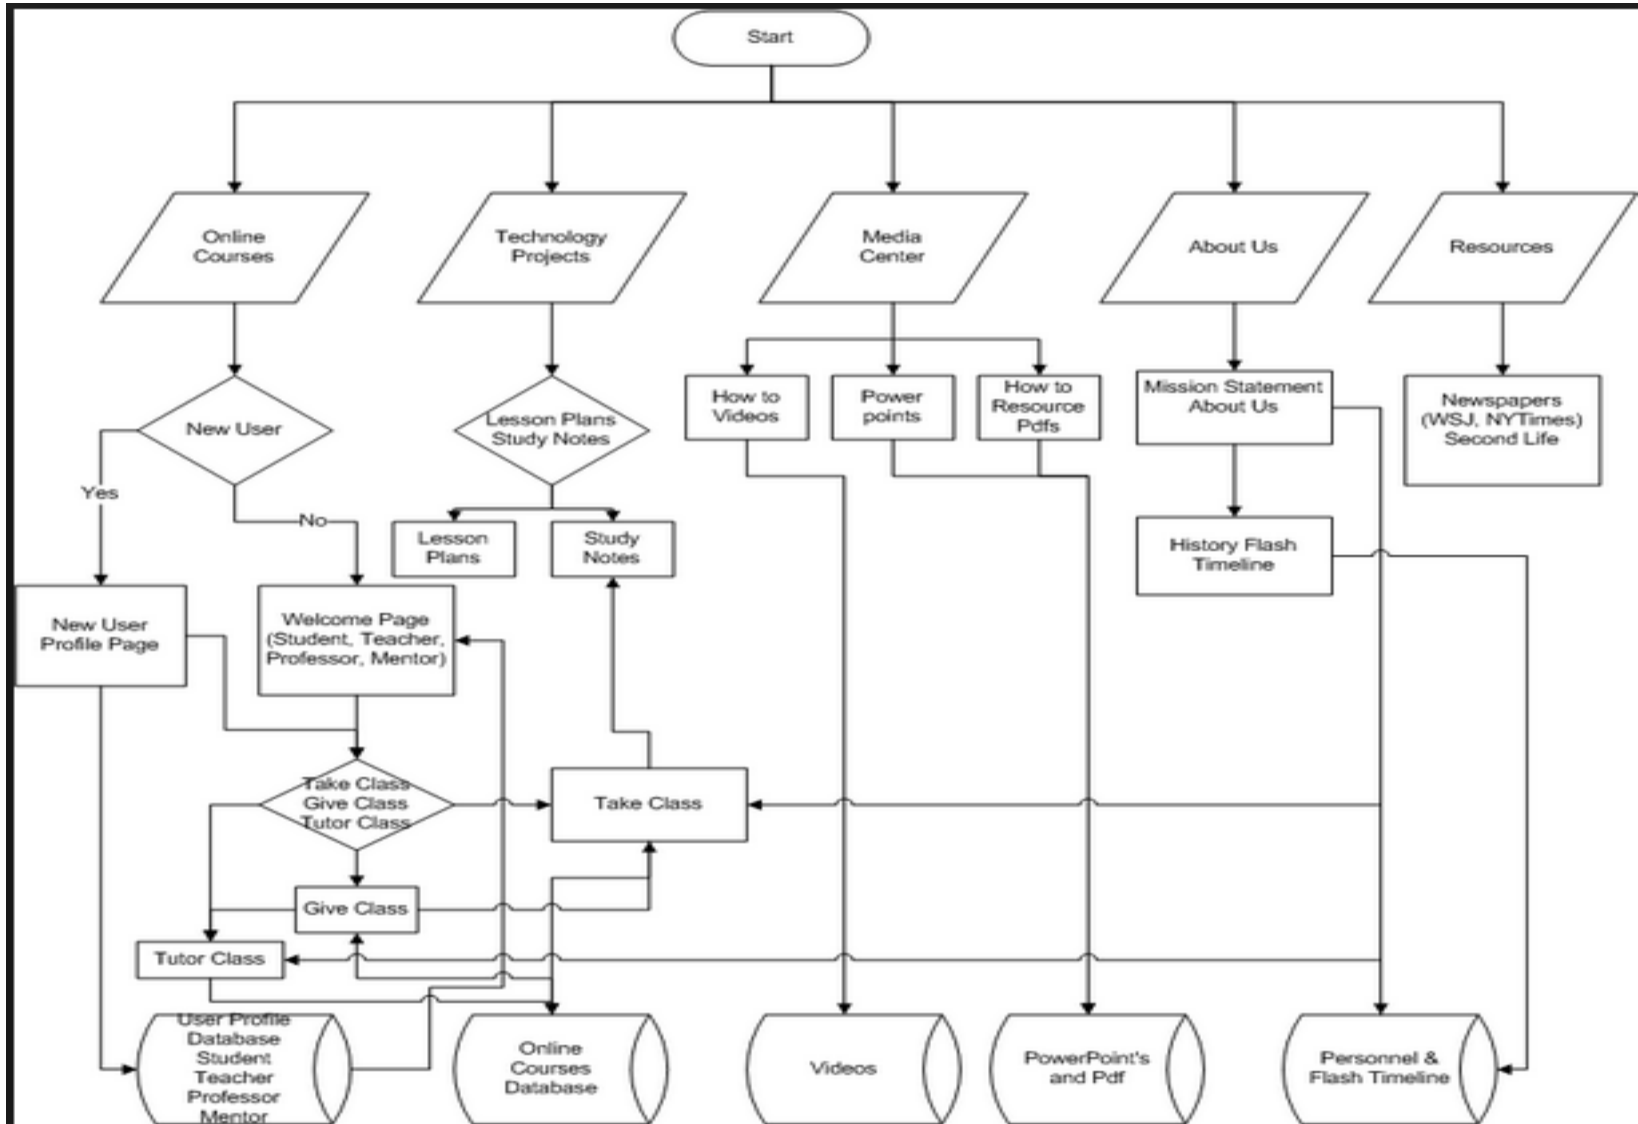 Start
Online
Courses
Technology
Projects
Media
Center
About Us
Resources
New User
Lesson Plans
Study Notes
How to
Videos
Power
points
How to
Resource
Pdfs
Mission Statement
About Us
Newspapers
(WSJ, NYTimes)
Second Life
Yes
No
Lesson
Plans
Study
Notes
History Flash
Timeline
New User
Profile Page
Welcome Page
(Student, Teacher,
Professor, Mentor)
Take Class
Give Class
Tutor Class
Take Class
Give Class
Tutor Class
User Profile
Database
Student
Teacher
Professor
Mentor
Online
Courses
Database
Videos
PowerPoint's
and Pdf
Personnel &
Flash Timeline